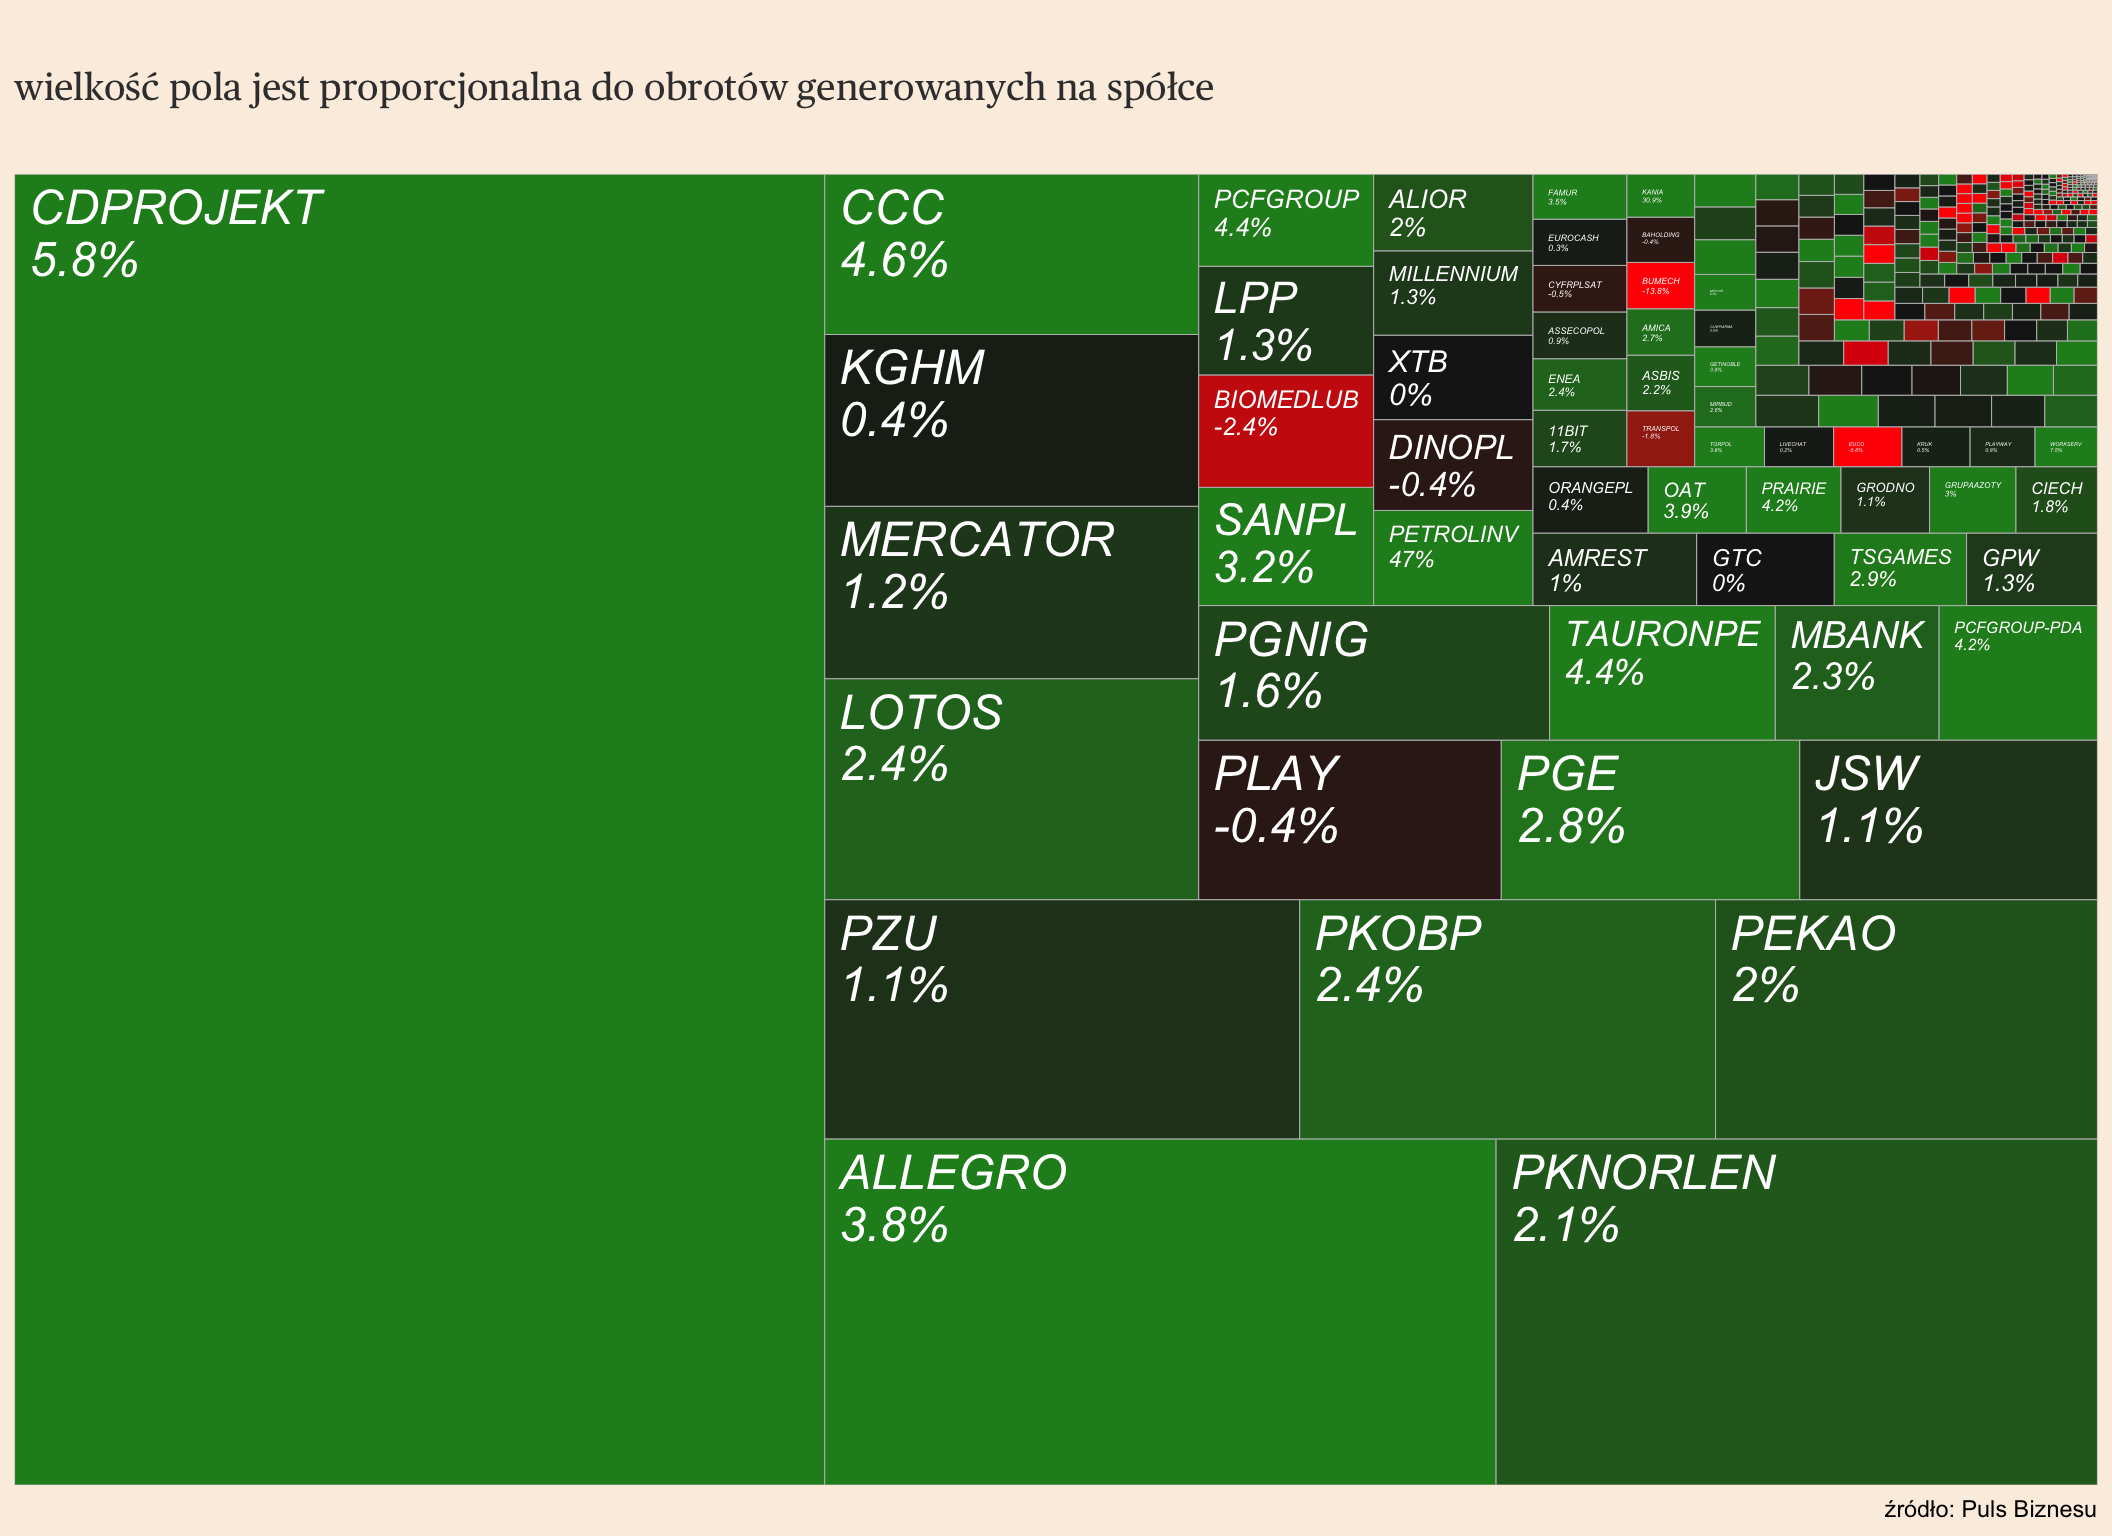 wielkość pola jest proporcjonalna do obrotów generowanych na spółce
CDPROJEKT
5.8%
CCC
4.6%
KGHM
0.4%
MERCATOR
1.2%
LOTOS
2.4%
PZU
1.1%
PKOBP
2.4%
PEKAO
2%
ALLEGRO
3.8%
PKNORLEN
2.1%
PCFGROUP
4.4%
LPP
1.3%
BIOMEDLUB
-2.4%
SANPL
3.2%
ALIOR
2%
MILLENNIUM
1.3%
XTB
0%
DINOPL
-0.4%
PETROLINV
47%
PGNIG
1.6%
TAURONPE
4.4%
MBANK
2.3%
PCFGROUP-PDA
4.2%
PLAY
-0.4%
PGE
2.8%
JSW
1.1%
FAMUR
3.5%
EUROCASH
0.3%
CYFRPLSAT
-0.5%
ASSECOPOL
0.9%
ENEA
2.4%
11BIT
1.7%
KANIA
30.9%
BAHOLDING
-0.4%
BUMECH
-13.8%
AMICA
2.7%
ASBIS
2.2%
TRANSPOL
-1.8%
GETINOBLE
3.8%
MIRBUD
2.6%
TORPOL
3.8%
LIVECHAT
0.2%
EUCO
-5.6%
KRUK
0.5%
PLAYWAY
0.8%
WORKSERV
7.5%
ORANGEPL
0.4%
OAT
3.9%
PRAIRIE
4.2%
GRODNO
1.1%
GRUPAAZOTY
3%
CIECH
1.8%
AMREST
1%
GTC
0%
TSGAMES
2.9%
GPW
1.3%
źródło: Puls Biznesu